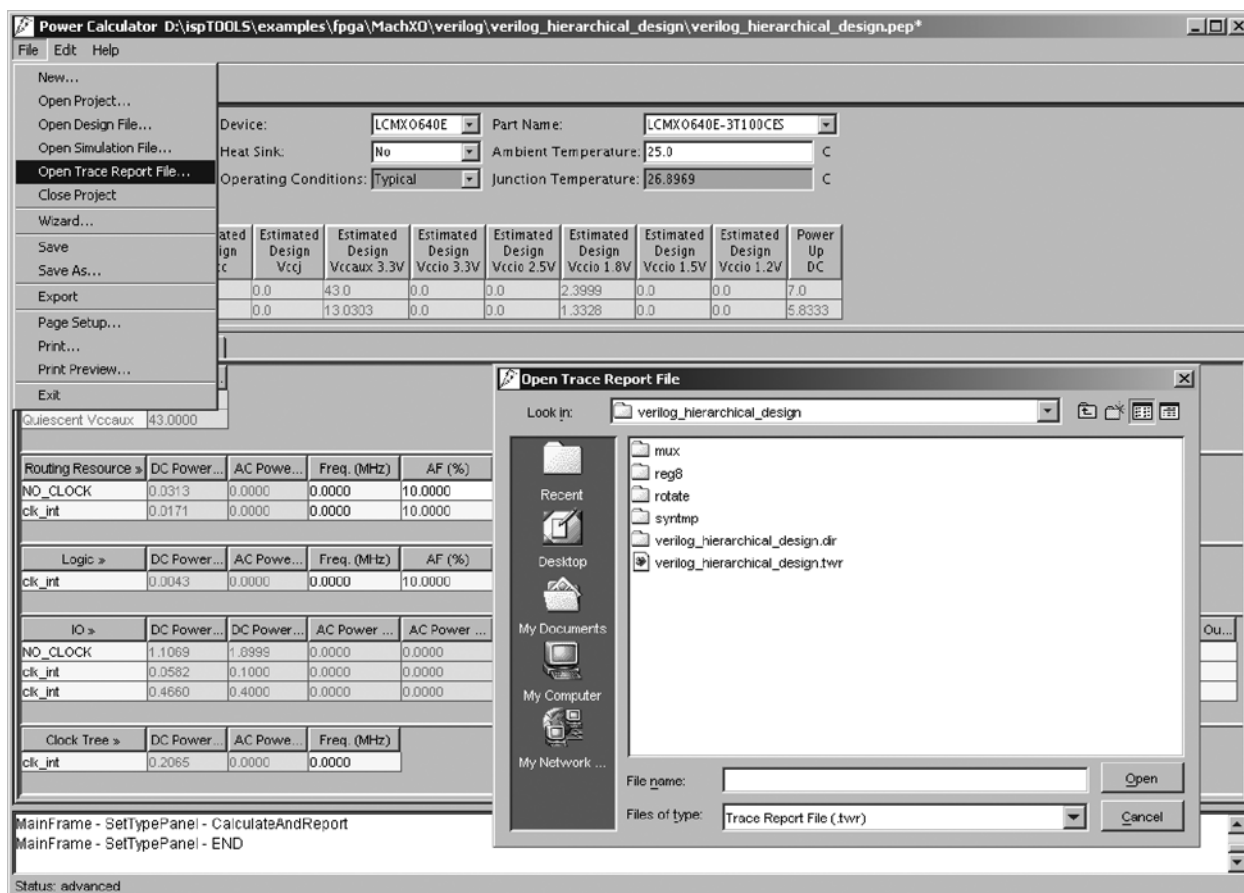 Power Calculator D:\ispTOOLS\examples\fpga\MachXO\verilog\verilog_hierarchical_design\verilog_hierarchical_design.pep*
File Edt Help
New...
Open Project...
Open Design File...
Open Simulation File...
Open Trace Report File...
Close Project
Wizard...
Save
Save As...
Export
Page Setup...
Print...
Print Preview...
Exit
Device: LCMXO640E Part Name: LCMXO640E-3T100CES
Heat Sink: No Ambient Temperature: 25.0 C
Operating Conditions: Typical Junction Temperature: 26.8969 C
ated Estimated Estimated Estimated Estimated Estimated Estimated Estimated Power
ign Design Design Design Design Design Design Design Up
c Vccj Vccaux 3.3V Vccio 3.3V Vccio 2.5V Vccio 1.8V Vccio 1.5V Vccio 1.2V DC
0.0 43.0 0.0 0.0 2.3999 0.0 0.0 7.0
0.0 13.0303 0.0 0.0 1.3328 0.0 0.0 5.8333
Quiescent Vccaux 43.0000
Routing Resource » DC Power... AC Powe... Freq. (MHz) AF (%)
NO_CLOCK 0.0313 0.0000 0.0000 10.0000
clk_int 0.0171 0.0000 0.0000 10.0000
Logic » DC Power... AC Powe... Freq. (MHz) AF (%)
clk_int 0.0043 0.0000 0.0000 10.0000
IO » DC Power... DC Power... AC Power ... AC Power ... Ou...
NO_CLOCK 1.1069 1.8999 0.0000 0.0000
clk_int 0.0582 0.1000 0.0000 0.0000
clk_int 0.4660 0.4000 0.0000 0.0000
Clock Tree » DC Power... AC Powe... Freq. (MHz)
clk_int 0.2065 0.0000 0.0000
Open Trace Report File
Look in: verilog_hierarchical_design
Recent
Desktop
My Documents
My Computer
My Network ...
mux
reg8
rotate
syntmp
verilog_hierarchical_design.dir
verilog_hierarchical_design.twr
File name: Open
Files of type: Trace Report File (.twr) Cancel
MainFrame - SetTypePanel - CalculateAndReport
MainFrame - SetTypePanel - END
Status: advanced